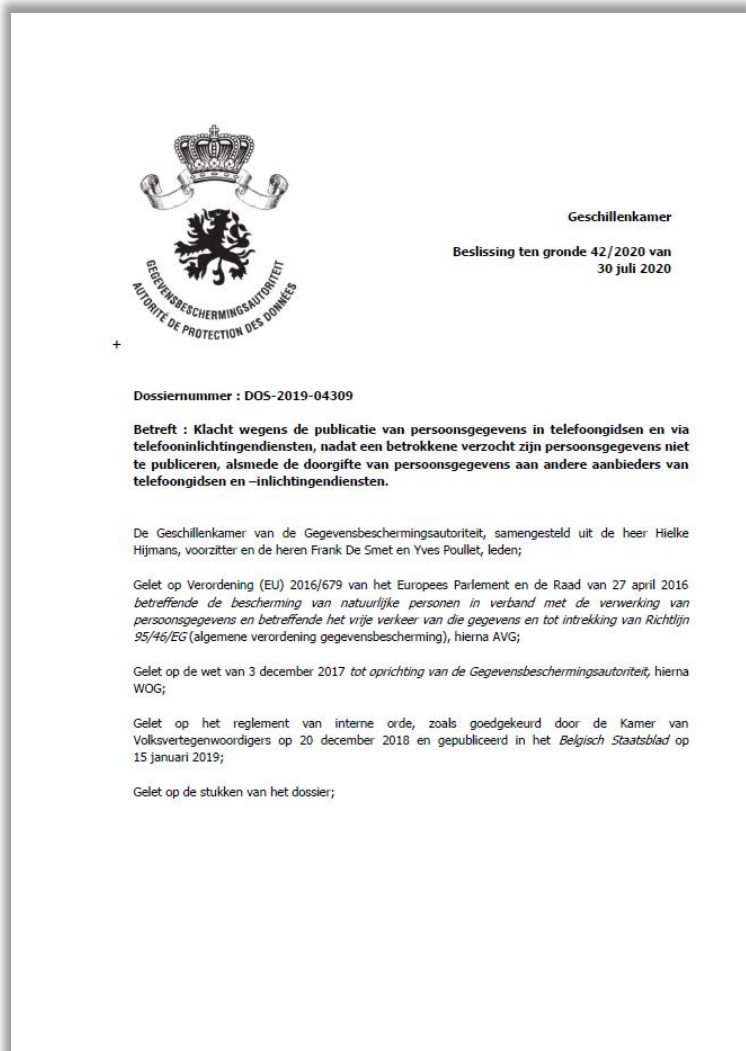 GEGEVENSBESCHERMINGSAUTORITEIT
AUTORITÉ DE PROTECTION DES DONNÉES
Geschillenkamer
Beslissing ten gronde 42/2020 van
30 juli 2020
+
Dossiernummer : DOS-2019-04309
Betreft : Klacht wegens de publicatie van persoonsgegevens in telefoongidsen en via
telefooninlichtingendiensten, nadat een betrokkene verzocht zijn persoonsgegevens niet
te publiceren, alsmede de doorgifte van persoonsgegevens aan andere aanbieders van
telefoongidsen en –inlichtingendiensten.
De Geschillenkamer van de Gegevensbeschermingsautoriteit, samengesteld uit de heer Hielke
Hijmans, voorzitter en de heren Frank De Smet en Yves Poullet, leden;
Gelet op Verordening (EU) 2016/679 van het Europees Parlement en de Raad van 27 april 2016
betreffende de bescherming van natuurlijke personen in verband met de verwerking van
persoonsgegevens en betreffende het vrije verkeer van die gegevens en tot intrekking van Richtlijn
95/46/EG (algemene verordening gegevensbescherming), hierna AVG;
Gelet op de wet van 3 december 2017 tot oprichting van de Gegevensbeschermingsautoriteit, hierna
WOG;
Gelet op het reglement van interne orde, zoals goedgekeurd door de Kamer van
Volksvertegenwoordigers op 20 december 2018 en gepubliceerd in het Belgisch Staatsblad op
15 januari 2019;
Gelet op de stukken van het dossier;